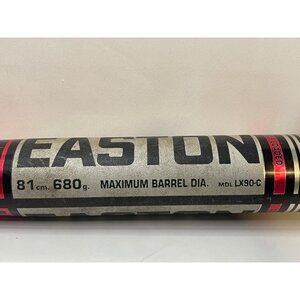 EASTON
81 cm. 680 g. MAXIMUM BARREL DIA. MDL LX90-C